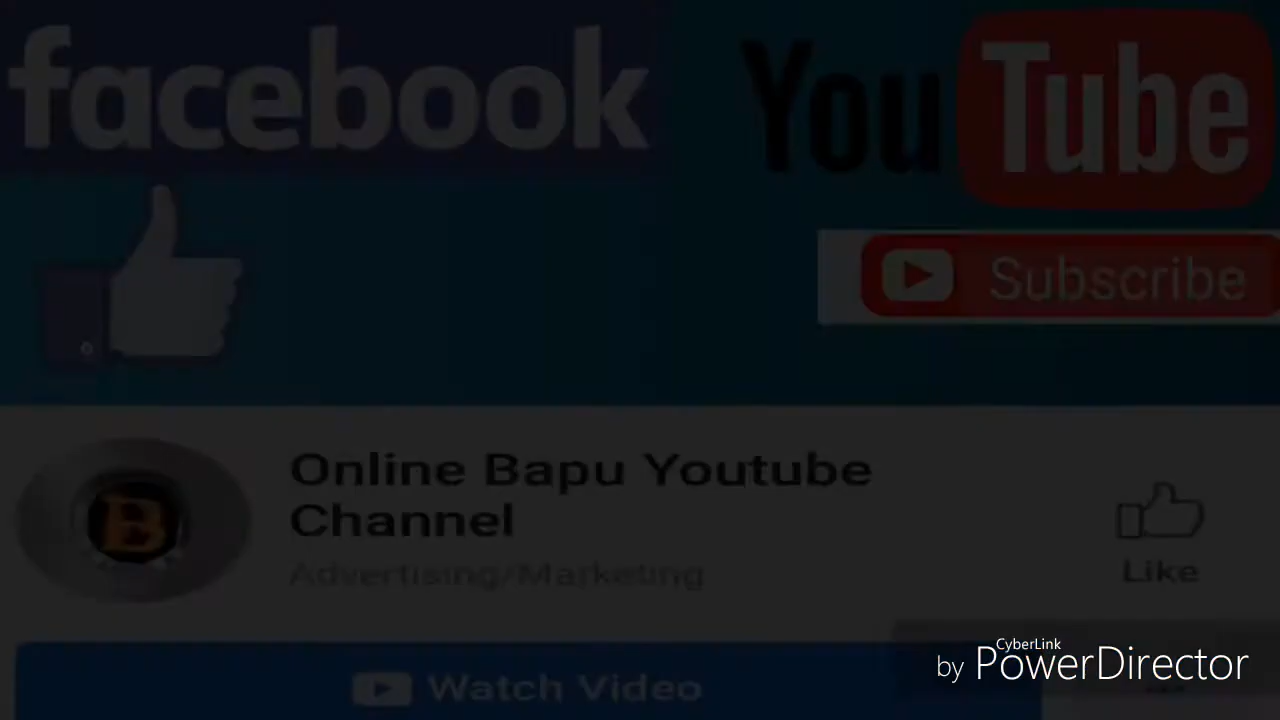 facebook
YouTube
Subscribe
B
Online Bapu Youtube
Channel
Advertising/Marketing
Like
Watch Video
CyberLink
by PowerDirector